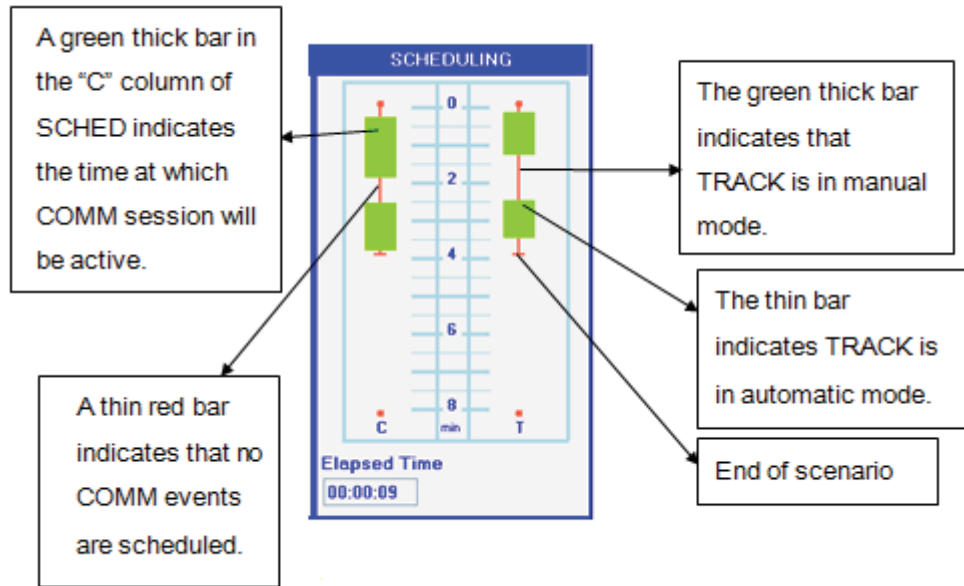 A green thick bar in
the “C” column of
SCHED indicates
the time at which
COMM session will
be active.
A thin red bar
indicates that no
COMM events
are scheduled.
SCHEDULING
0
2
4
6
8
C
min
T
Elapsed Time
00:00:09
The green thick bar
indicates that
TRACK is in manual
mode.
The thin bar
indicates TRACK is
in automatic mode.
End of scenario